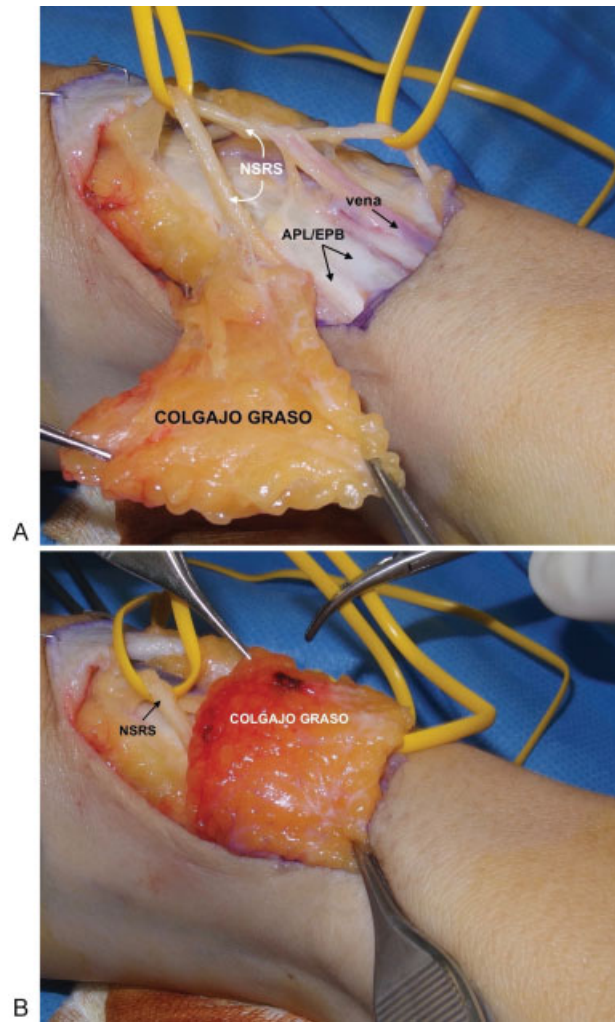 NSRS
vena
APL/EPB
COLGAJO GRASO
A
NSRS
COLGAJO GRASO
B